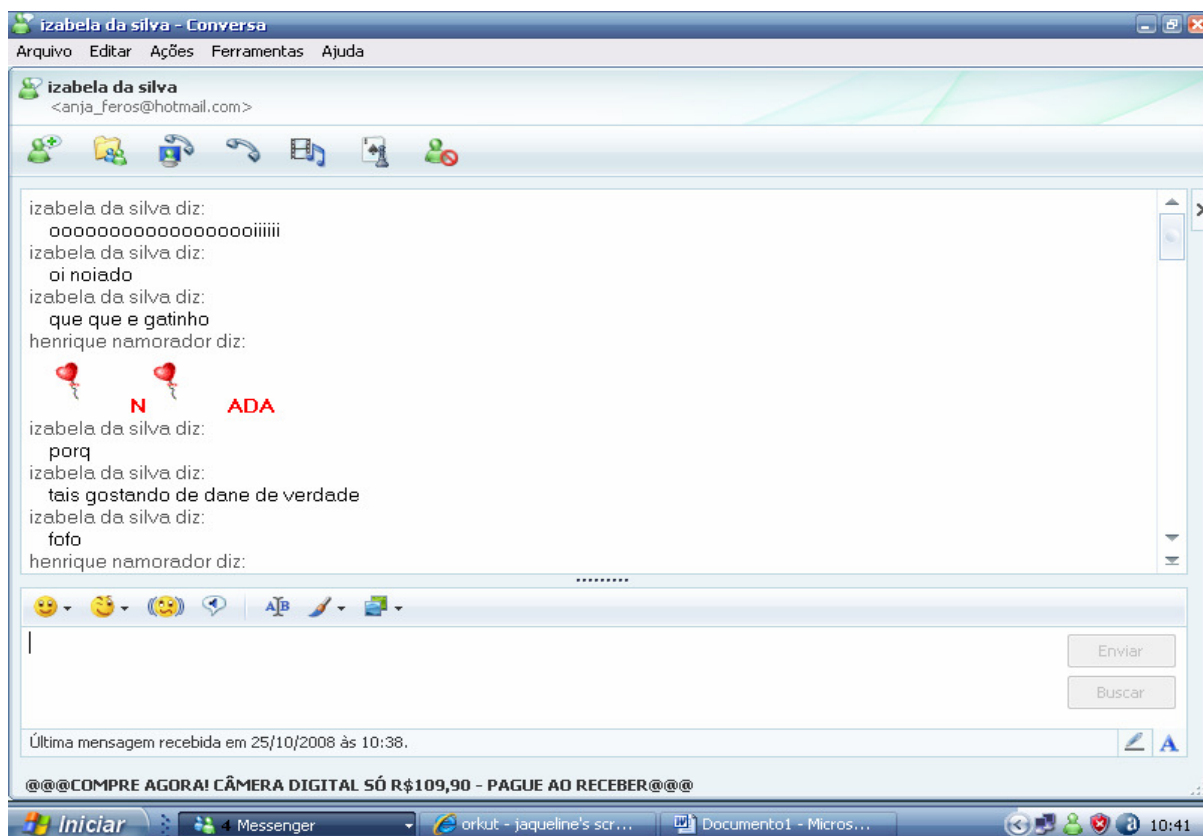 izabela da silva - Conversa
Arquivo Editar Ações Ferramentas Ajuda
izabela da silva
<anja_feros@hotmail.com>
izabela da silva diz:
oooooooooooooooooiiiiii
izabela da silva diz:
oi noiado
izabela da silva diz:
que que e gatinho
henrique namorador diz:
N ADA
izabela da silva diz:
porq
izabela da silva diz:
tais gostando de dane de verdade
izabela da silva diz:
fofo
henrique namorador diz:
Enviar
Buscar
Última mensagem recebida em 25/10/2008 às 10:38.
@@@COMPRE AGORA! CÂMERA DIGITAL SÓ R$109,90 - PAGUE AO RECEBER@@@
Iniciar 4 Messenger orkut - jaqueline's scr... Documento1 - Micros... 10:41